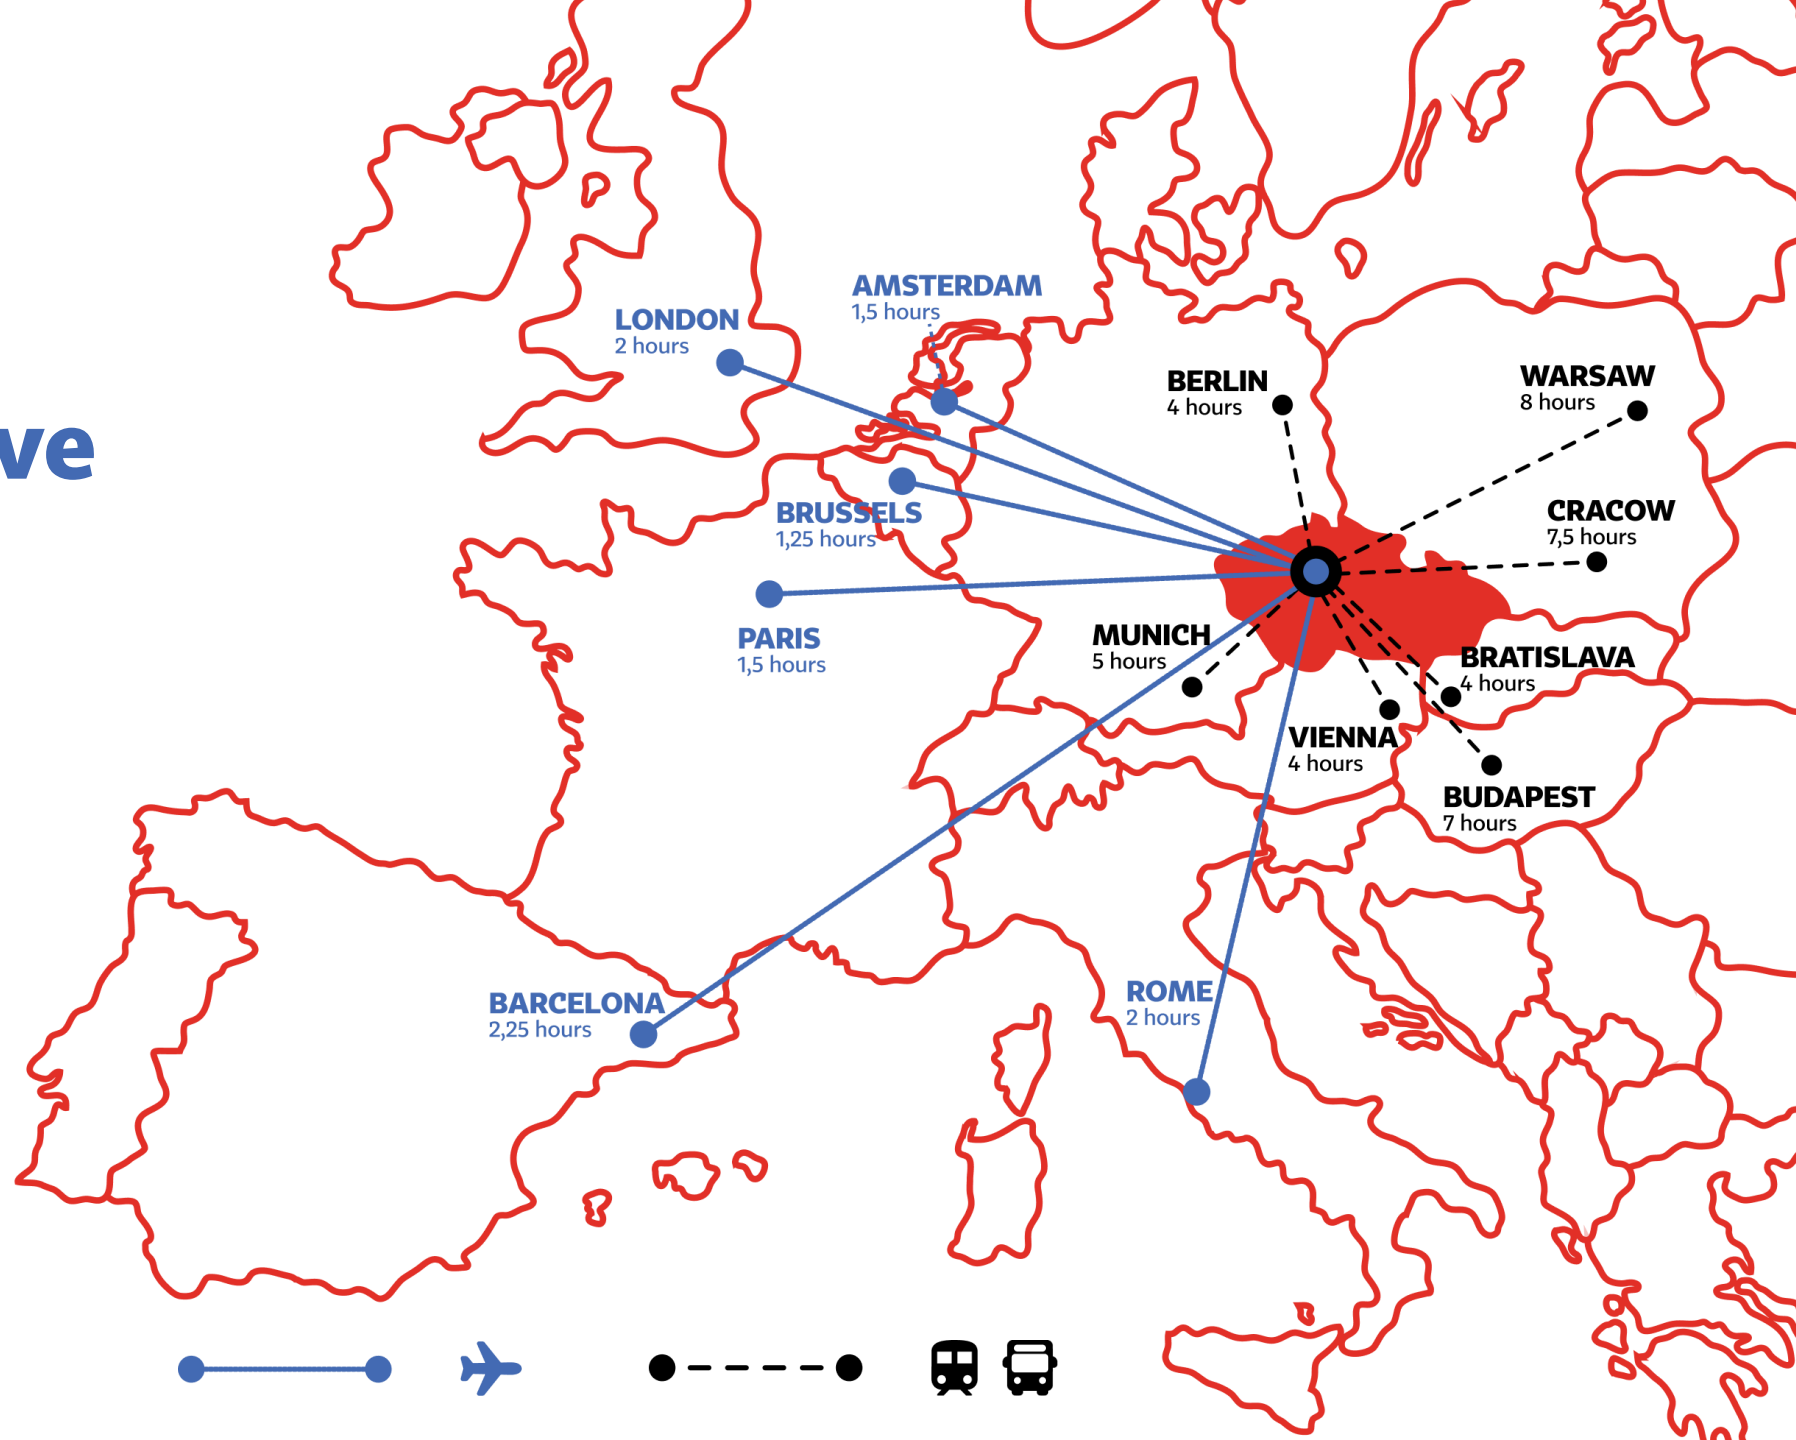 ve
AMSTERDAM
1,5 hours
LONDON
2 hours
BERLIN
4 hours
WARSAW
8 hours
BRUSSELS
1,25 hours
CRACOW
7,5 hours
PARIS
1,5 hours
MUNICH
5 hours
BRATISLAVA
4 hours
VIENNA
4 hours
BUDAPEST
7 hours
BARCELONA
2,25 hours
ROME
2 hours